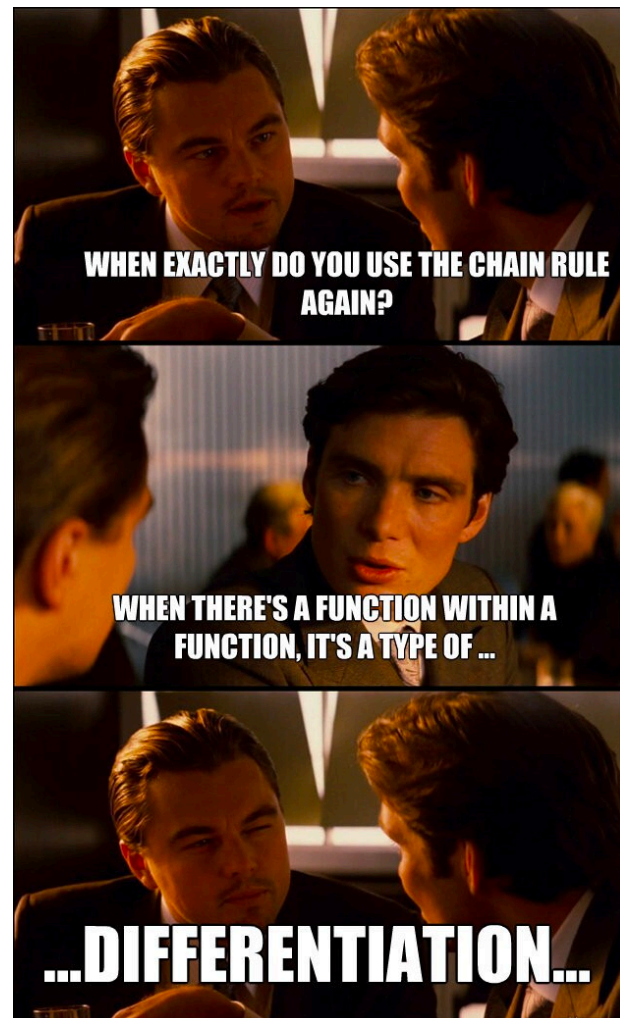 WHEN EXACTLY DO YOU USE THE CHAIN RULE
AGAIN?
WHEN THERE'S A FUNCTION WITHIN A
FUNCTION, IT'S A TYPE OF ...
...DIFFERENTIATION...